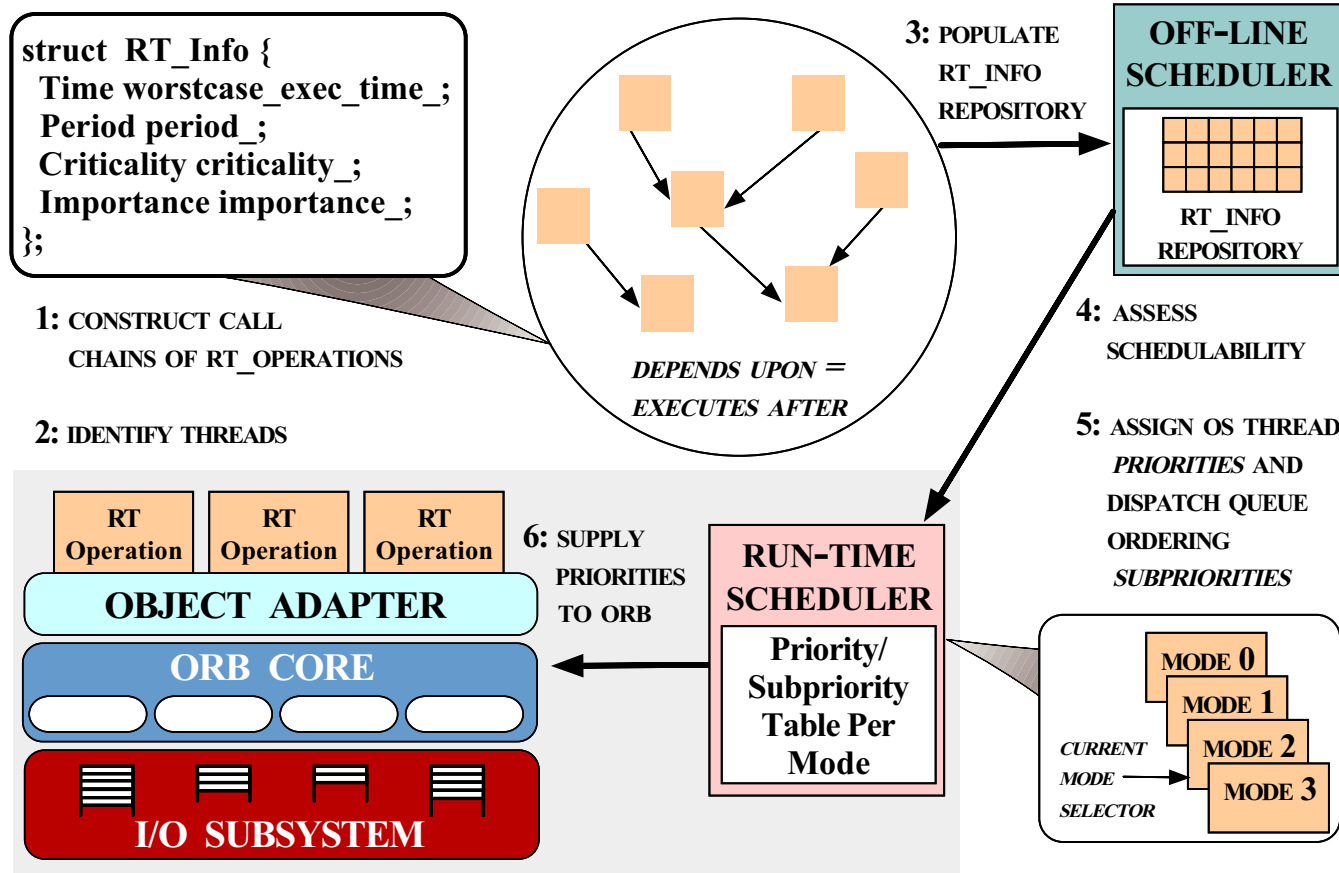 struct RT_Info {
Time worstcase_exec_time_;
Period period_;
Criticality criticality_;
Importance importance_;
};
1: CONSTRUCT CALL
CHAINS OF RT_OPERATIONS
2: IDENTIFY THREADS
DEPENDS UPON =
EXECUTES AFTER
3: POPULATE
RT_INFO
REPOSITORY
OFF-LINE
SCHEDULER
RT_INFO
REPOSITORY
4: ASSESS
SCHEDULABILITY
5: ASSIGN OS THREAD
PRIORITIES AND
DISPATCH QUEUE
ORDERING
SUBPRIORITIES
RT
Operation
RT
Operation
RT
Operation
OBJECT ADAPTER
ORB CORE
I/O SUBSYSTEM
6: SUPPLY
PRIORITIES
TO ORB
RUN-TIME
SCHEDULER
Priority/
Subpriority
Table Per
Mode
MODE 0
MODE 1
MODE 2
MODE 3
CURRENT
MODE
SELECTOR